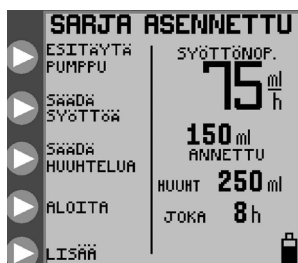 SARJA ASENNETTU
ESITÄYTÄ
PUMPPU
SÄÄDÄ
SYÖTTÖÄ
SÄÄDÄ
HUUHTELUA
ALOITA
LISÄÄ
SYÖTTÖNOP.
75 ml/h
150 ml
ANNETTU
HUUHT 250 ml
JOKA 8 h